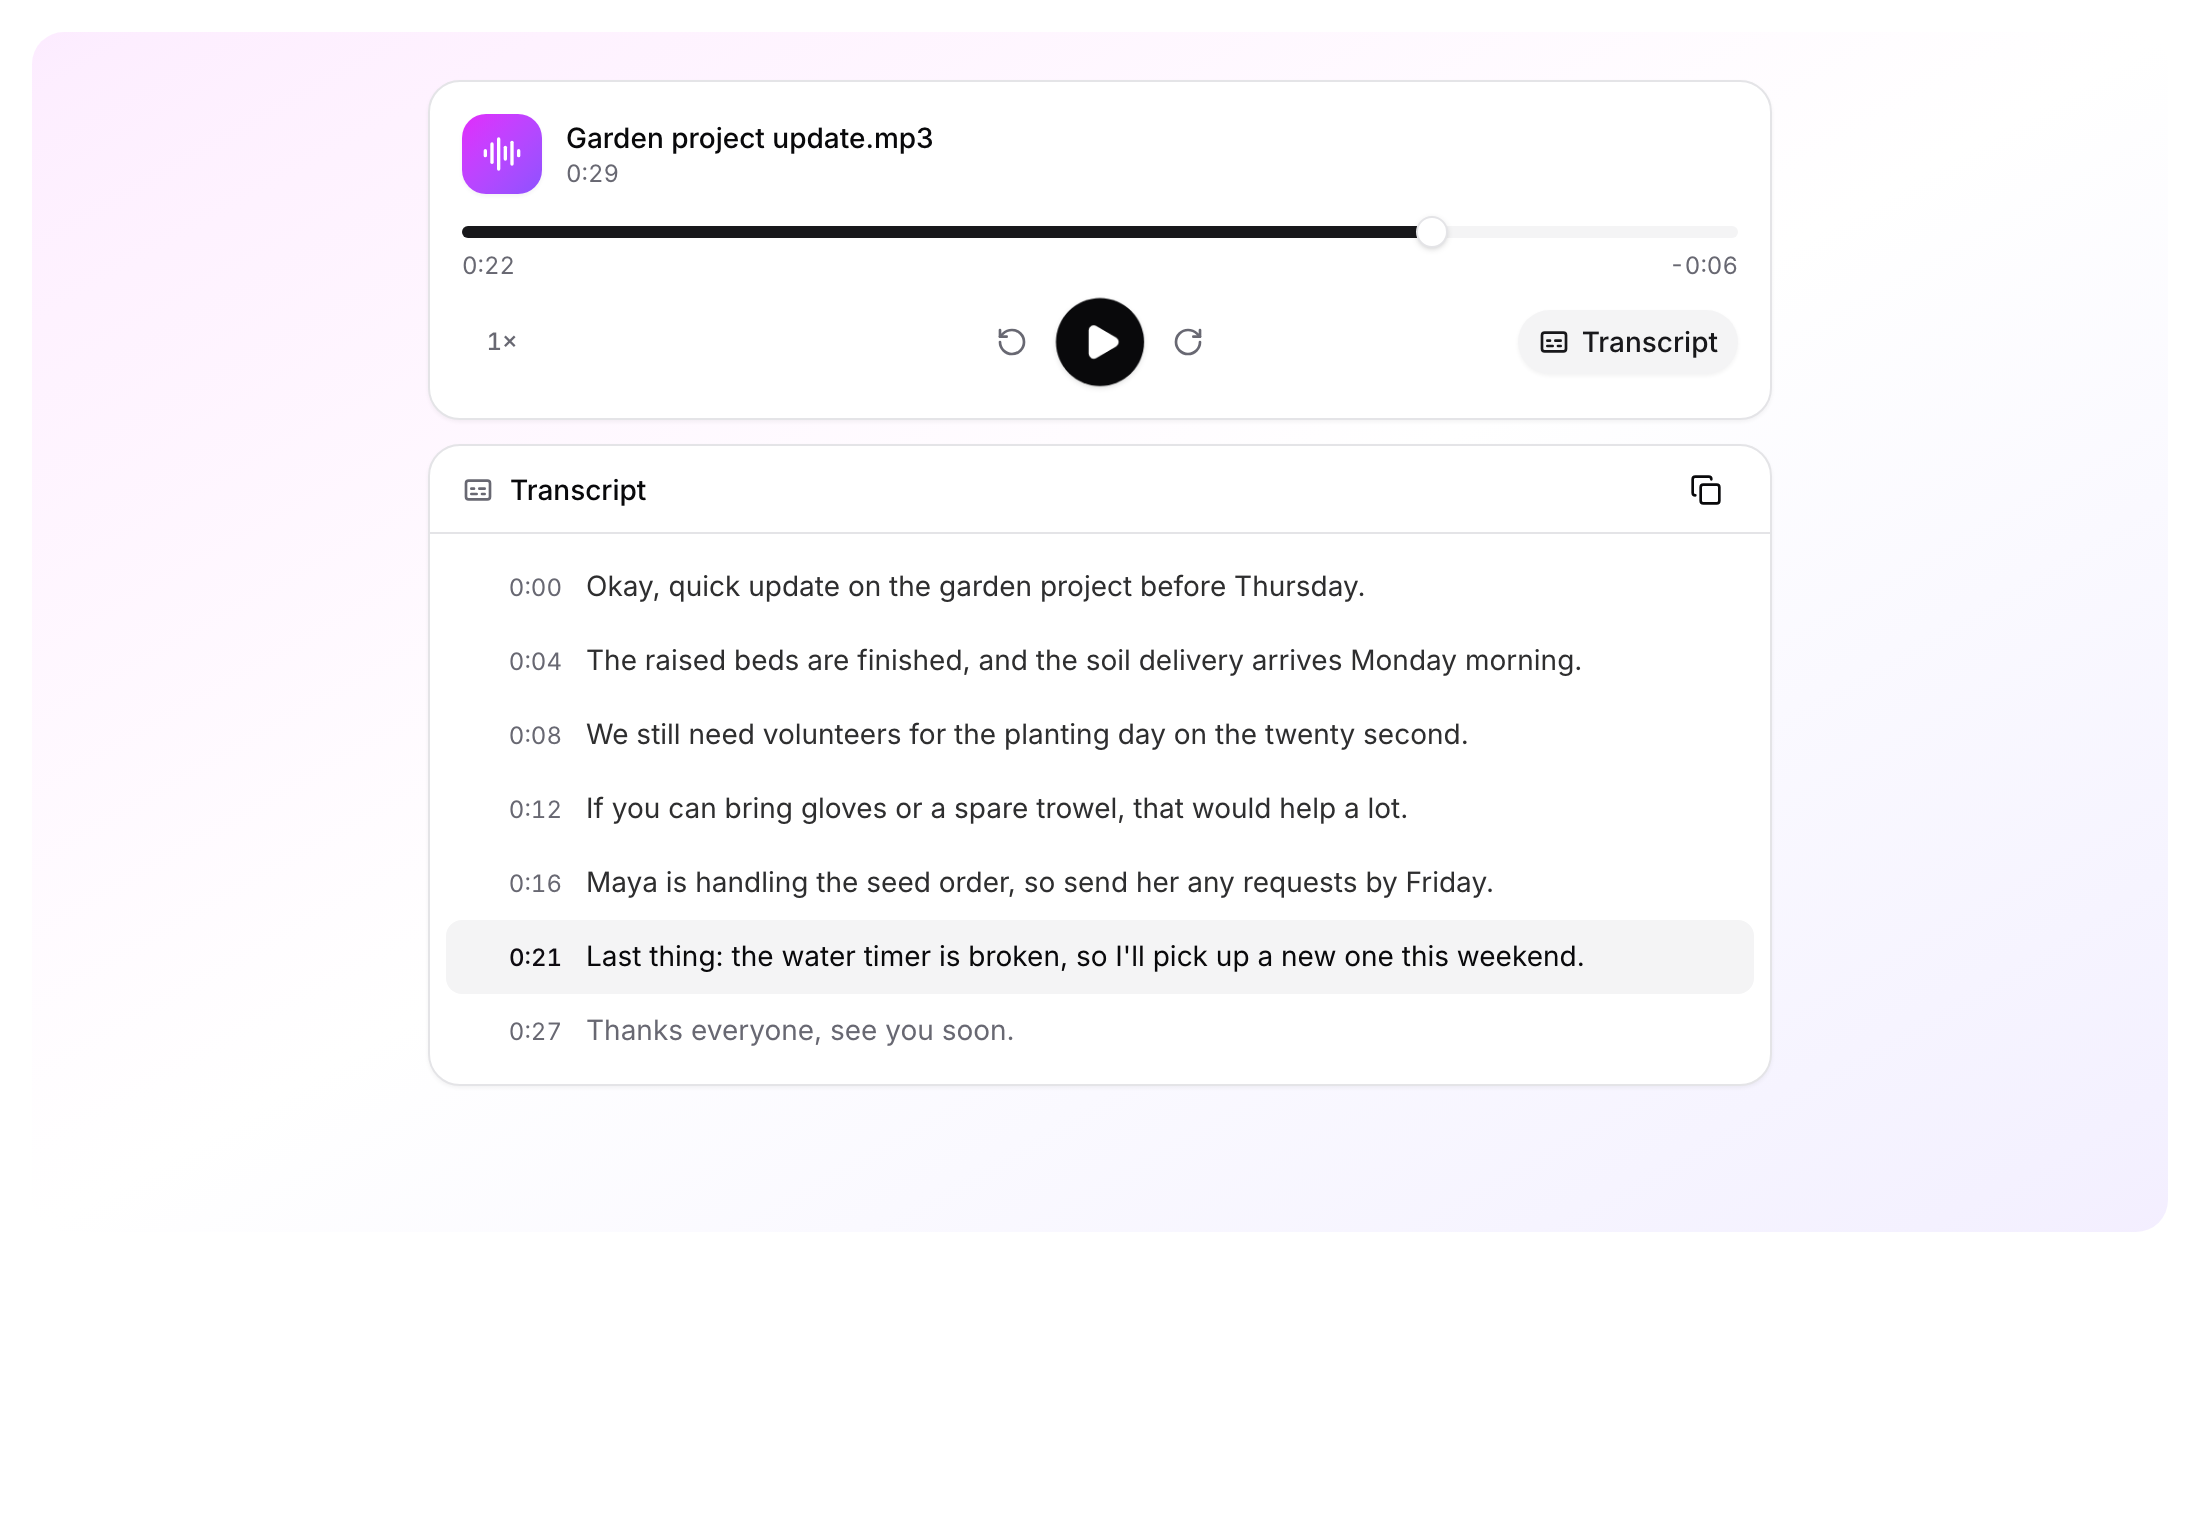 Garden project update.mp3
0:29
0:22 -0:06
1× Transcript
Transcript
0:00 Okay, quick update on the garden project before Thursday.
0:04 The raised beds are finished, and the soil delivery arrives Monday morning.
0:08 We still need volunteers for the planting day on the twenty second.
0:12 If you can bring gloves or a spare trowel, that would help a lot.
0:16 Maya is handling the seed order, so send her any requests by Friday.
0:21 Last thing: the water timer is broken, so I'll pick up a new one this weekend.
0:27 Thanks everyone, see you soon.